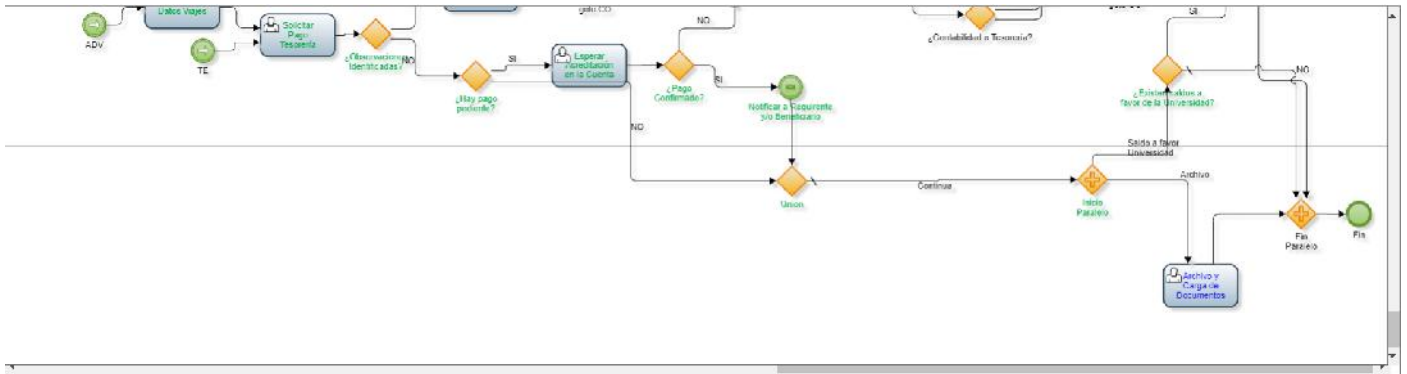 Datos Viajes
ADV
Solicitar
Pago
Tesorería
TE
¿Observaciones
Identificadas?
NO
SI
¿Hay pago
pediente?
NO
Esperar
Acreditación
en la Cuenta
NO
¿Pago
Confirmado?
SI
Notificar a Requirente
y/o Beneficiario
Union
Continua
¿Contabilidad o Tesorería?
SI
NO
¿Existen saldos a
favor de la Universidad?
Saldo a favor
Universidad
Archivo
Inicio
Paralelo
Archivo y
Carga de
Documentos
Fin
Paralelo
Fin